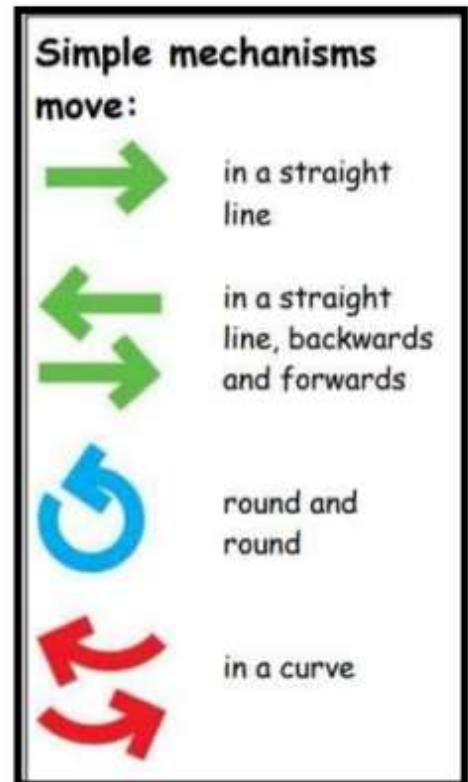 Simple mechanisms
move:
in a straight
line
in a straight
line, backwards
and forwards
round and
round
in a curve